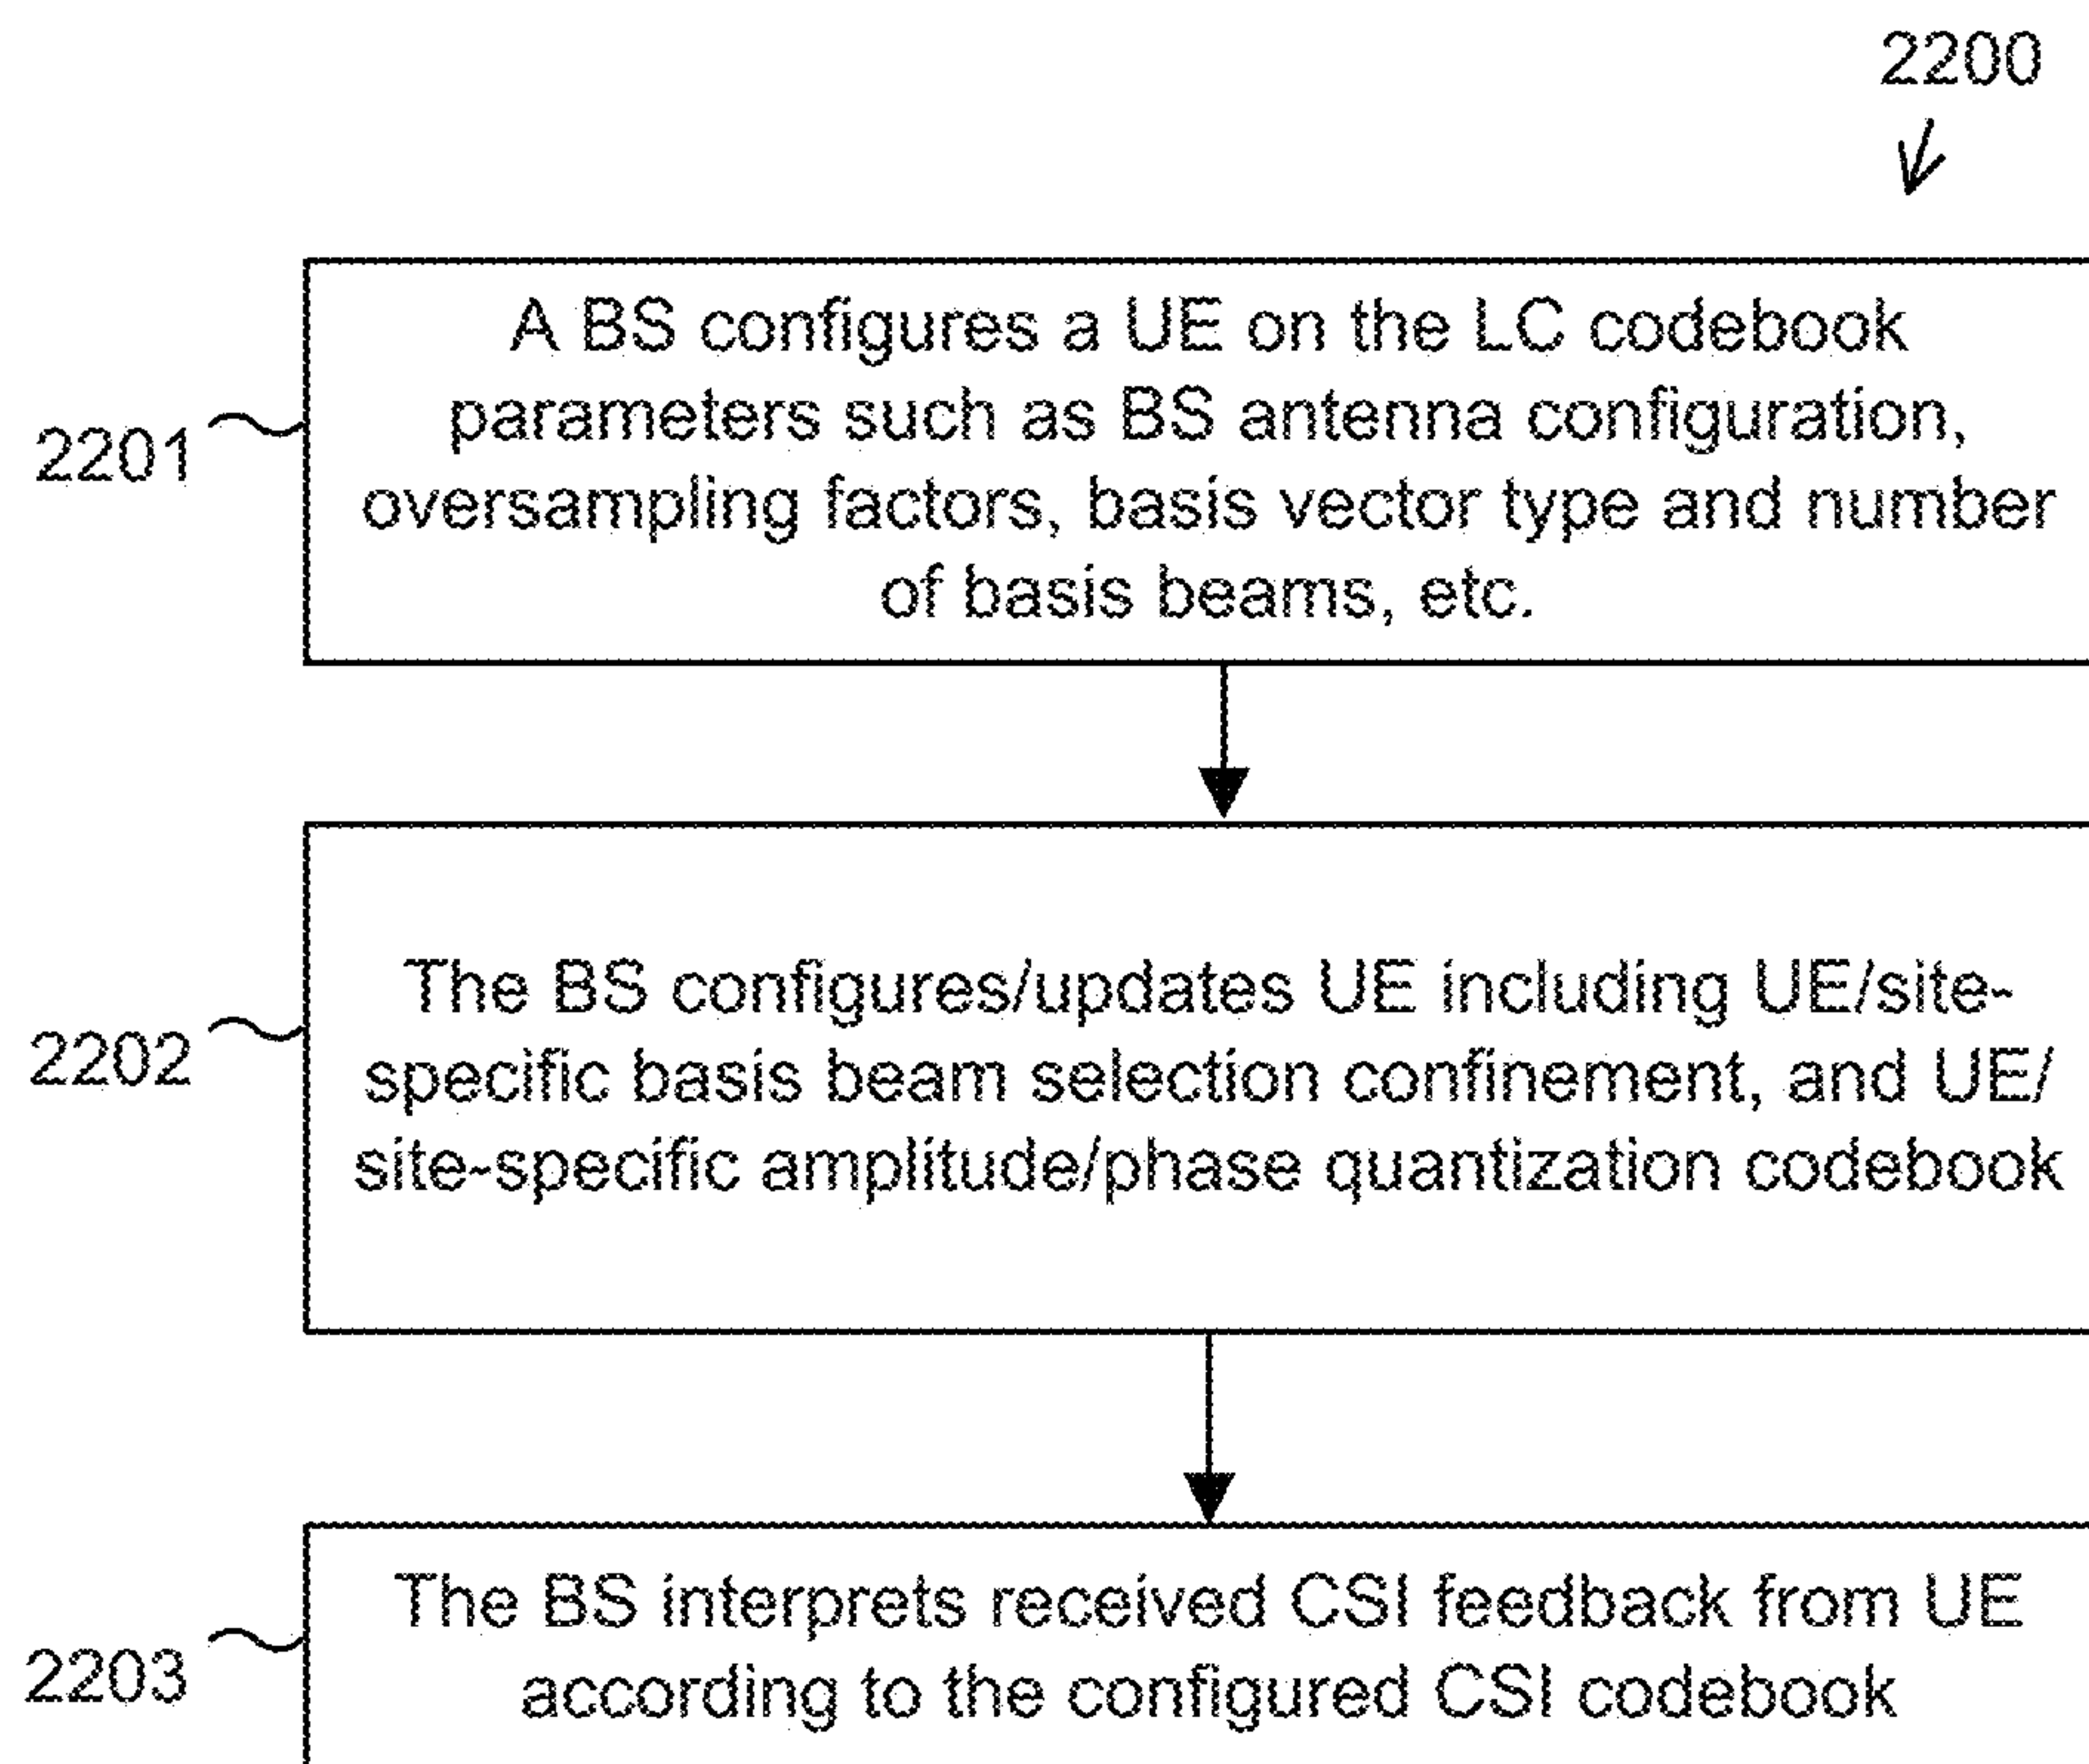 2200
A BS configures a UE on the LC codebook
parameters such as BS antenna configuration,
oversampling factors, basis vector type and number
of basis beams, etc.
2201
The BS configures/updates UE including UE/site-
specific basis beam selection confinement, and UE/
site-specific amplitude/phase quantization codebook
2202
The BS interprets received CSI feedback from UE
according to the configured CSI codebook
2203